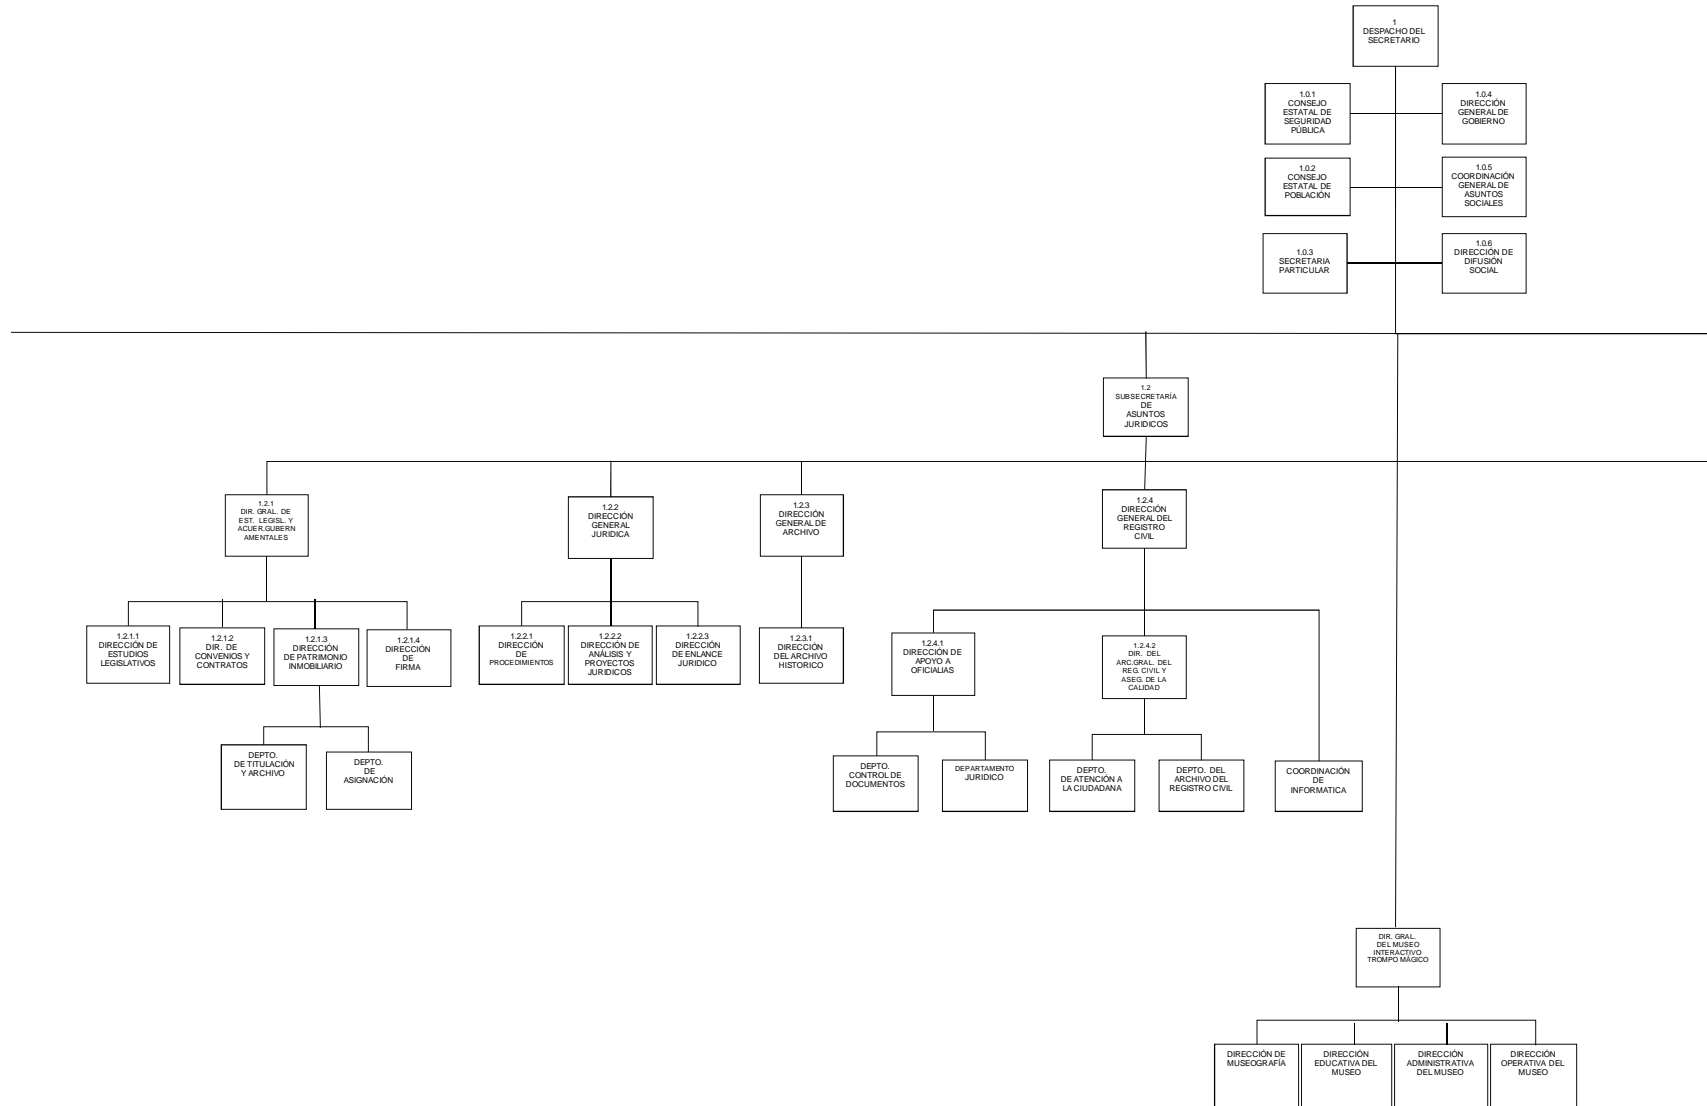 1
DESPACHO DEL
SECRETARIO
1.0.1
CONSEJO
ESTATAL DE
SEGURIDAD
PÚBLICA
1.0.4
DIRECCIÓN
GENERAL DE
GOBIERNO
1.0.2
CONSEJO
ESTATAL DE
POBLACIÓN
1.0.5
COORDINACIÓN
GENERAL DE
ASUNTOS
SOCIALES
1.0.3
SECRETARIA
PARTICULAR
1.0.6
DIRECCIÓN DE
DIFUSIÓN
SOCIAL
1.2
SUBSECRETARÍA
DE
ASUNTOS
JURIDICOS
1.2.1
DIR. GRAL. DE
EST. LEGISL. Y
ACUER.GUBERN
AMENTALES
1.2.2
DIRECCIÓN
GENERAL
JURIDICA
1.2.3
DIRECCIÓN
GENERAL DE
ARCHIVO
1.2.4
DIRECCIÓN
GENERAL DEL
REGISTRO
CIVIL
1.2.1.1
DIRECCIÓN DE
ESTUDIOS
LEGISLATIVOS
1.2.1.2
DIR. DE
CONVENIOS Y
CONTRATOS
1.2.1.3
DIRECCIÓN
DE PATRIMONIO
INMOBILIARIO
1.2.1.4
DIRECCIÓN
DE
FIRMA
1.2.2.1
DIRECCIÓN
DE
PROCEDIMIENTOS
1.2.2.2
DIRECCIÓN DE
ANÁLISIS Y
PROYECTOS
JURIDICOS
1.2.2.3
DIRECCIÓN
DE ENLANCE
JURIDICO
1.2.3.1
DIRECCIÓN
DEL ARCHIVO
HISTORICO
1.2.4.1
DIRECCIÓN DE
APOYO A
OFICIALIAS
1.2.4.2
DIR. DEL
ARC.GRAL. DEL
REG. CIVIL Y
ASEG. DE LA
CALIDAD
DEPTO.
DE TITULACIÓN
Y ARCHIVO
DEPTO.
DE
ASIGNACIÓN
DEPTO.
CONTROL DE
DOCUMENTOS
DEPARTAMENTO
JURIDICO
DEPTO.
DE ATENCIÓN A
LA CIUDADANA
DEPTO. DEL
ARCHIVO DEL
REGISTRO CIVIL
COORDINACIÓN
DE
INFORMATICA
DIR. GRAL.
DEL MUSEO
INTERACTIVO
TROMPO MÁGICO
DIRECCIÓN DE
MUSEOGRAFÍA
DIRECCIÓN
EDUCATIVA DEL
MUSEO
DIRECCIÓN
ADMINISTRATIVA
DEL MUSEO
DIRECCIÓN
OPERATIVA DEL
MUSEO